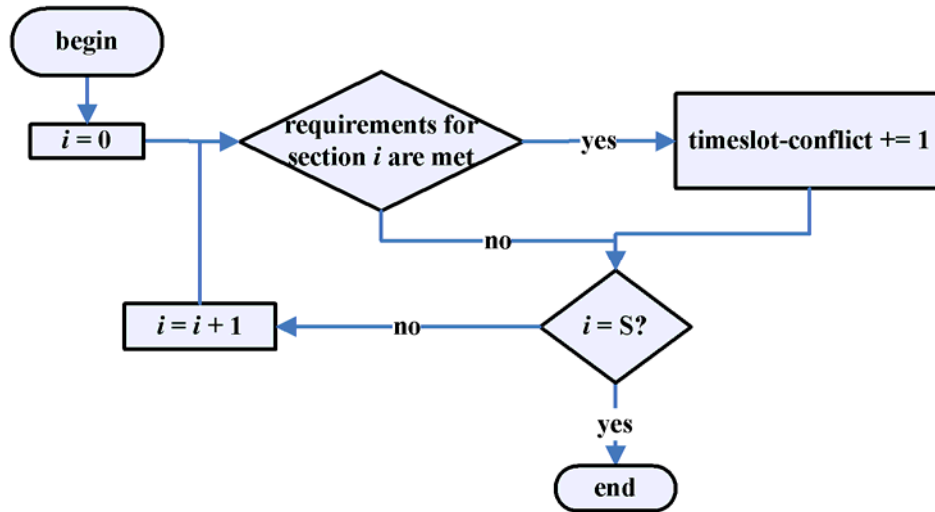 begin
i = 0
requirements for
section i are met
yes
timeslot-conflict += 1
no
i = i + 1
no
i = S?
yes
end